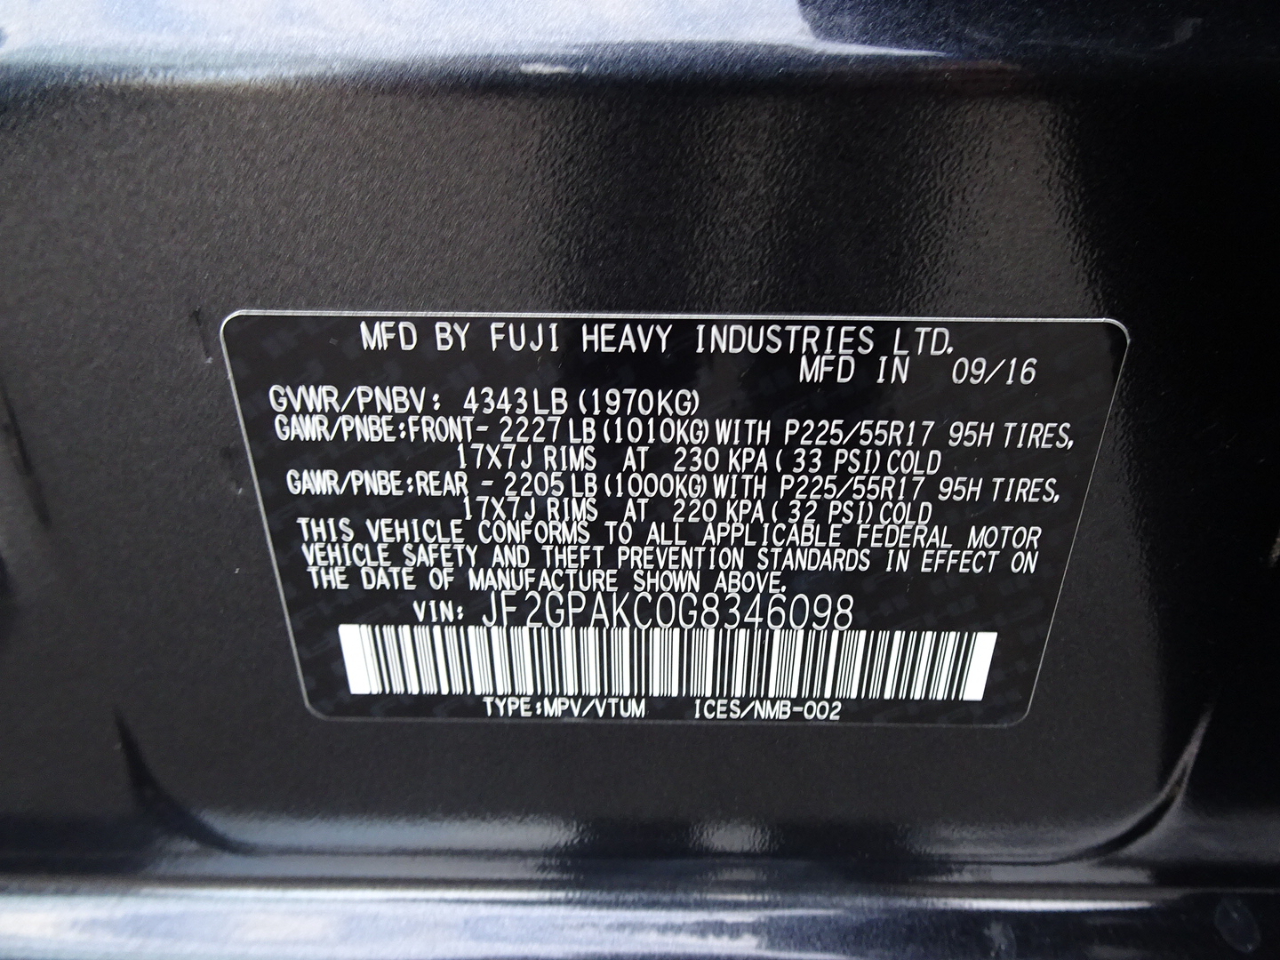 MFD BY FUJI HEAVY INDUSTRIES LTD.
MFD IN 09/16
GVWR/PNBV: 4343LB (1970KG)
GAWR/PNBE:FRONT- 2227LB (1010KG) WITH P225/55R17 95H TIRES,
17X7J RIMS AT 230 KPA ( 33 PSI) COLD
GAWR/PNBE:REAR - 2205LB (1000KG) WITH P225/55R17 95H TIRES,
17X7J RIMS AT 220 KPA ( 32 PSI) COLD
THIS VEHICLE CONFORMS TO ALL APPLICABLE FEDERAL MOTOR
VEHICLE SAFETY AND THEFT PREVENTION STANDARDS IN EFFECT ON
THE DATE OF MANUFACTURE SHOWN ABOVE.
VIN: JF2GPAKC0G8346098
TYPE:MPV/VTUM ICES/NMB-002